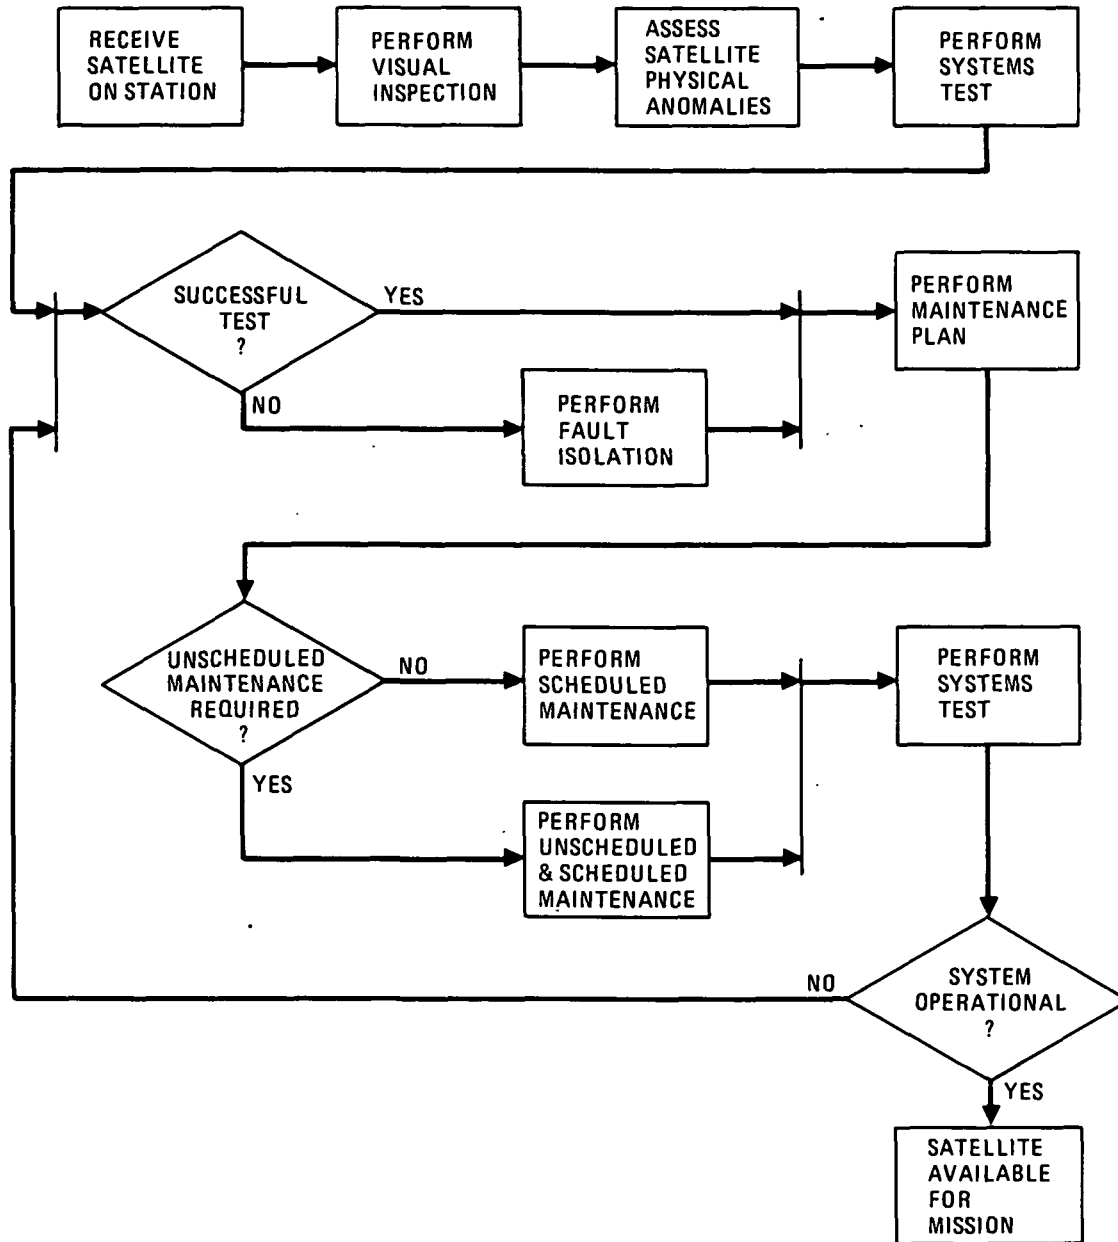 RECEIVE
SATELLITE
ON STATION
PERFORM
VISUAL
INSPECTION
ASSESS
SATELLITE
PHYSICAL
ANOMALIES
PERFORM
SYSTEMS
TEST
SUCCESSFUL
TEST
?
YES
NO
PERFORM
FAULT
ISOLATION
PERFORM
MAINTENANCE
PLAN
UNSCHEDULED
MAINTENANCE
REQUIRED
?
NO
YES
PERFORM
SCHEDULED
MAINTENANCE
PERFORM
UNSCHEDULED
& SCHEDULED
MAINTENANCE
PERFORM
SYSTEMS
TEST
SYSTEM
OPERATIONAL
?
NO
YES
SATELLITE
AVAILABLE
FOR
MISSION